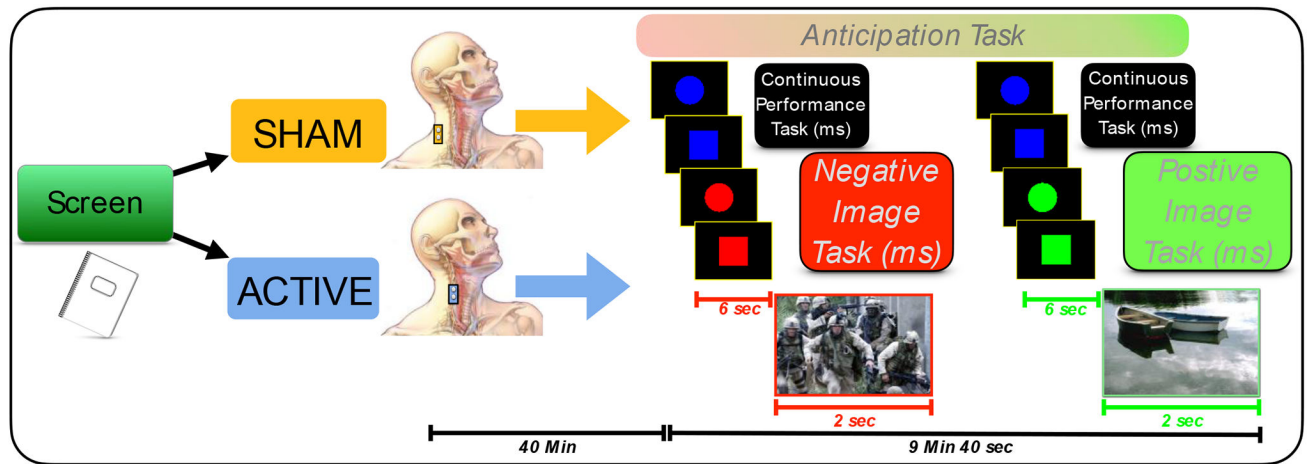 Anticipation Task
Screen
SHAM
ACTIVE
Continuous
Performance
Task (ms)
Negative
Image
Task (ms)
6 sec
2 sec
Continuous
Performance
Task (ms)
Postive
Image
Task (ms)
6 sec
2 sec
40 Min
9 Min 40 sec